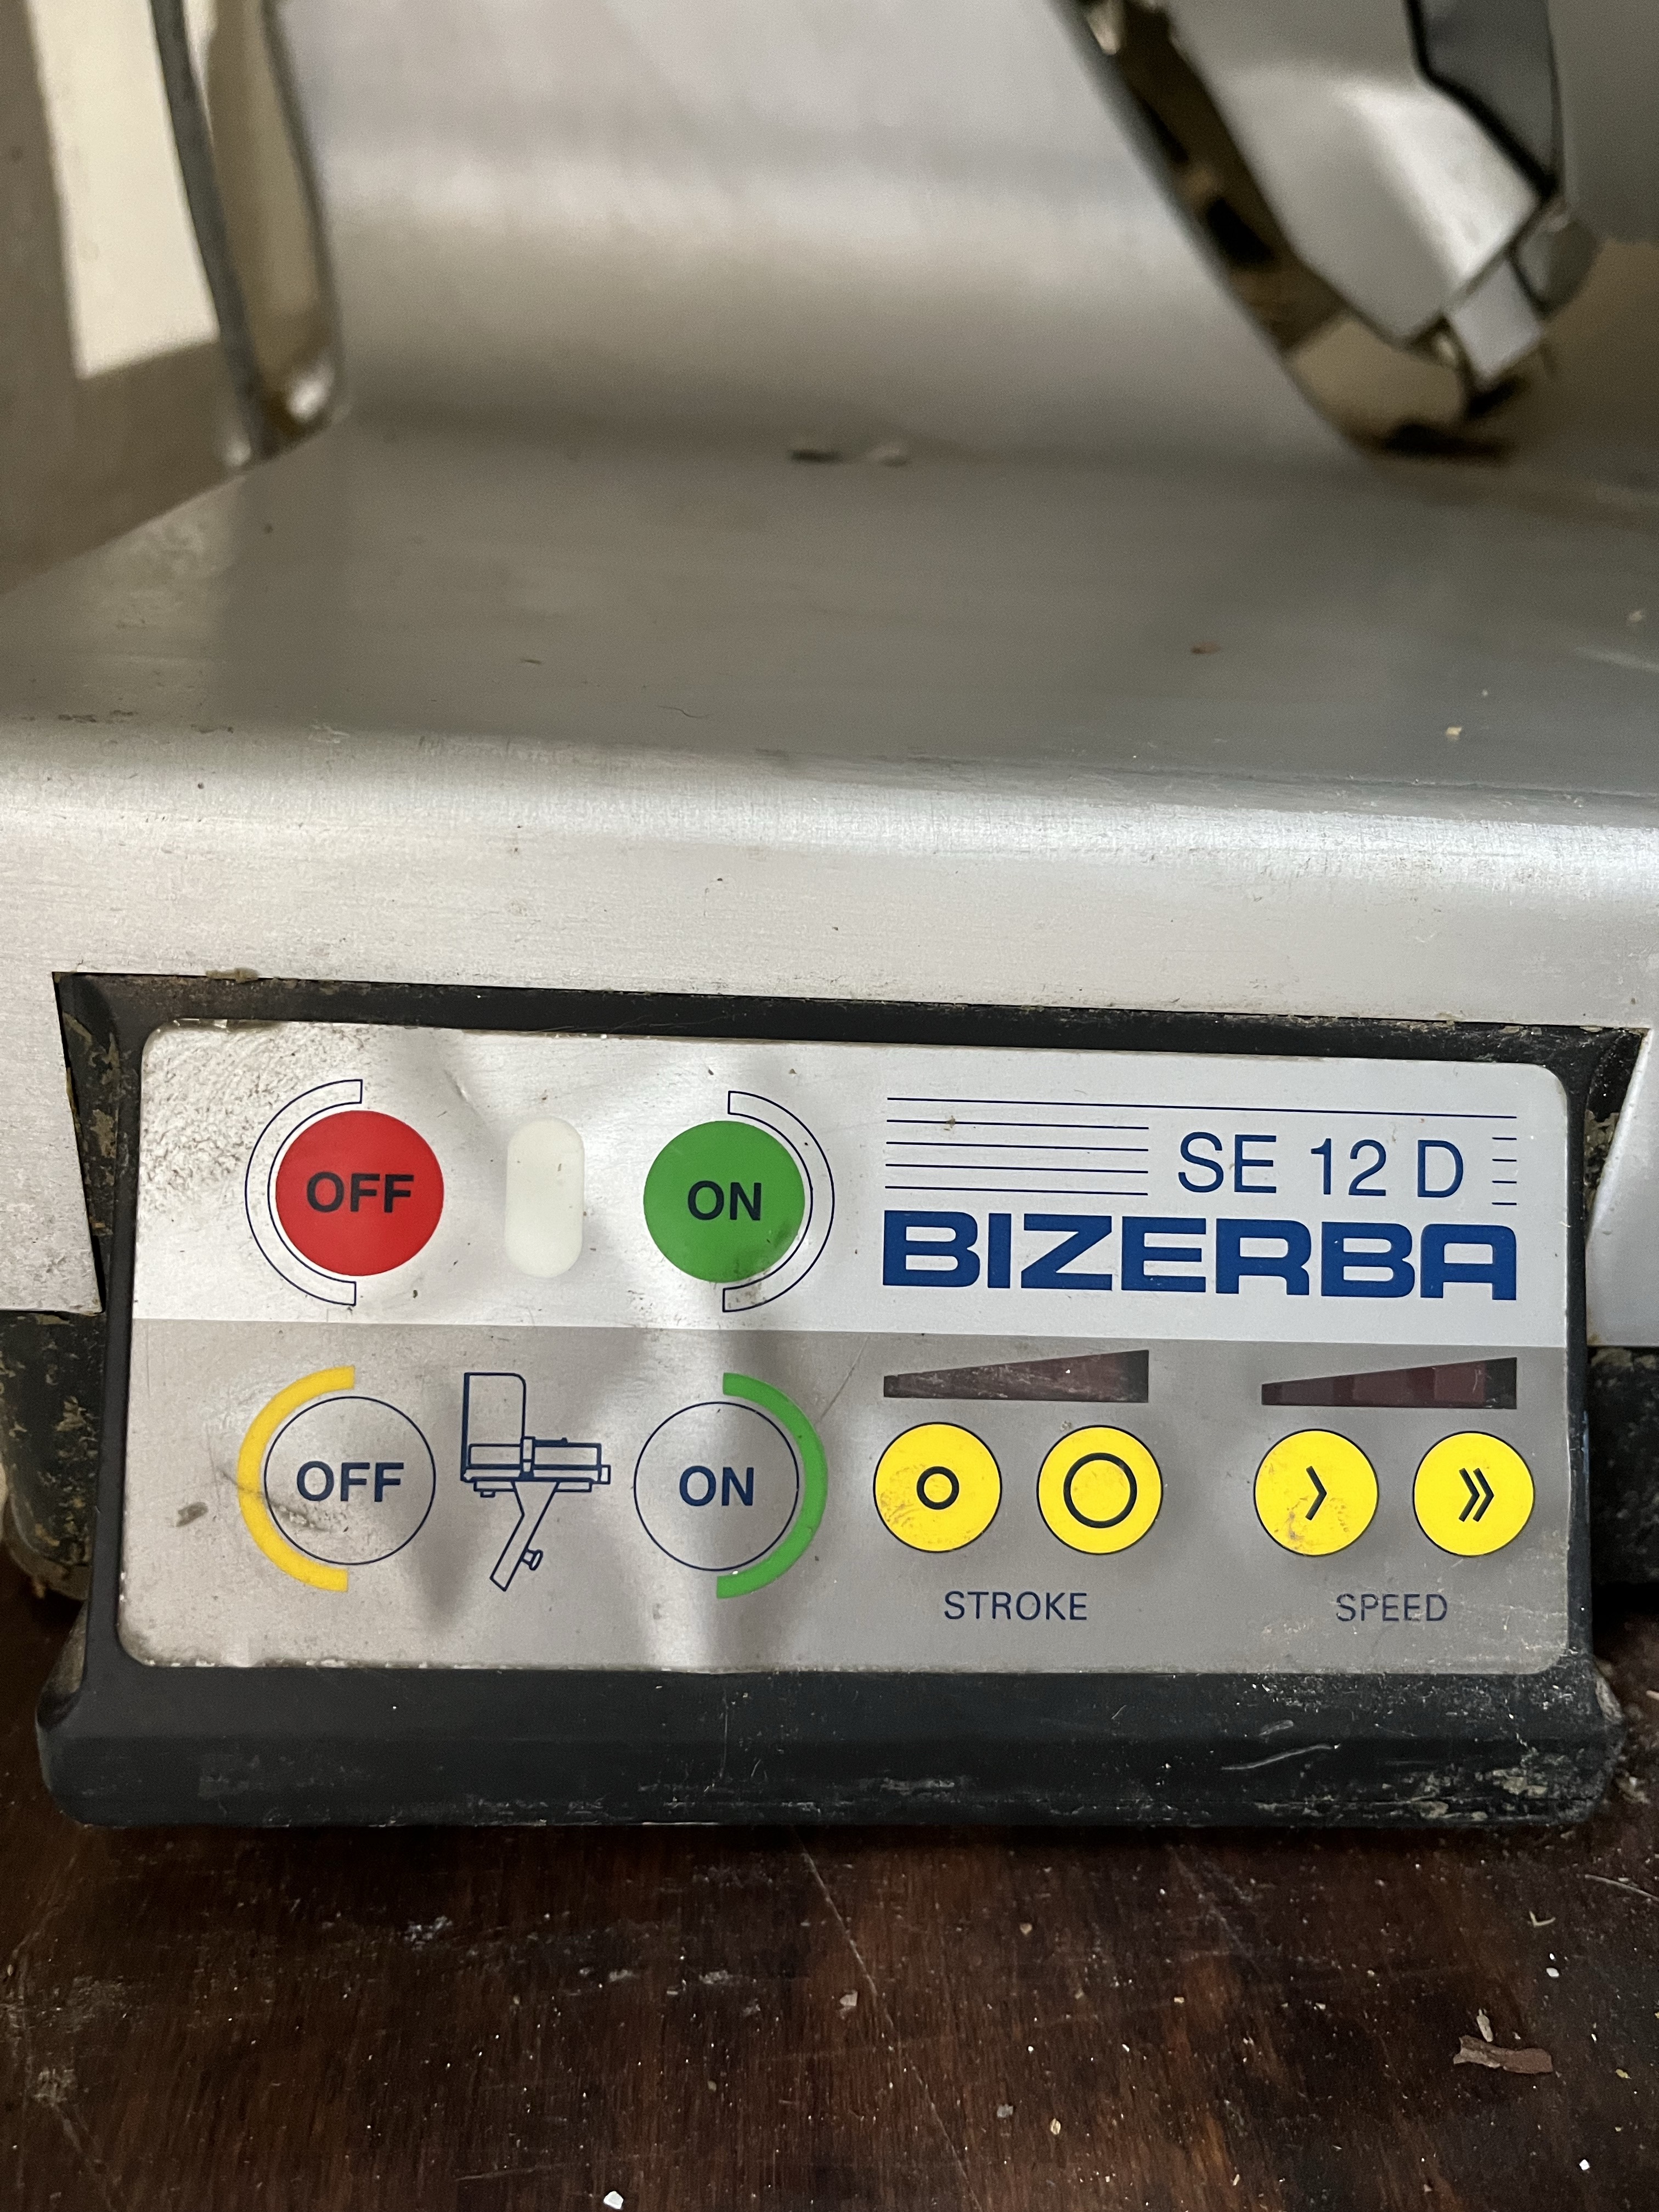 OFF
ON
SE 12 D
BIZERBA
OFF
ON
STROKE
SPEED